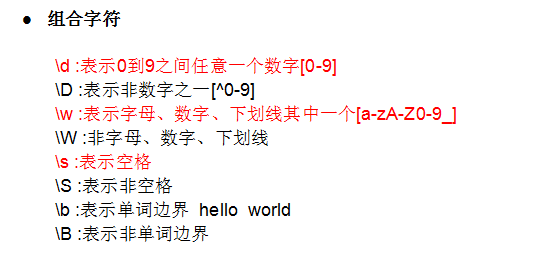 ● 组合字符
\d :表示0到9之间任意一个数字[0-9]
\D :表示非数字之一[^0-9]
\w :表示字母、数字、下划线其中一个[a-zA-Z0-9_]
\W :非字母、数字、下划线
\s :表示空格
\S :表示非空格
\b :表示单词边界 hello world
\B :表示非单词边界